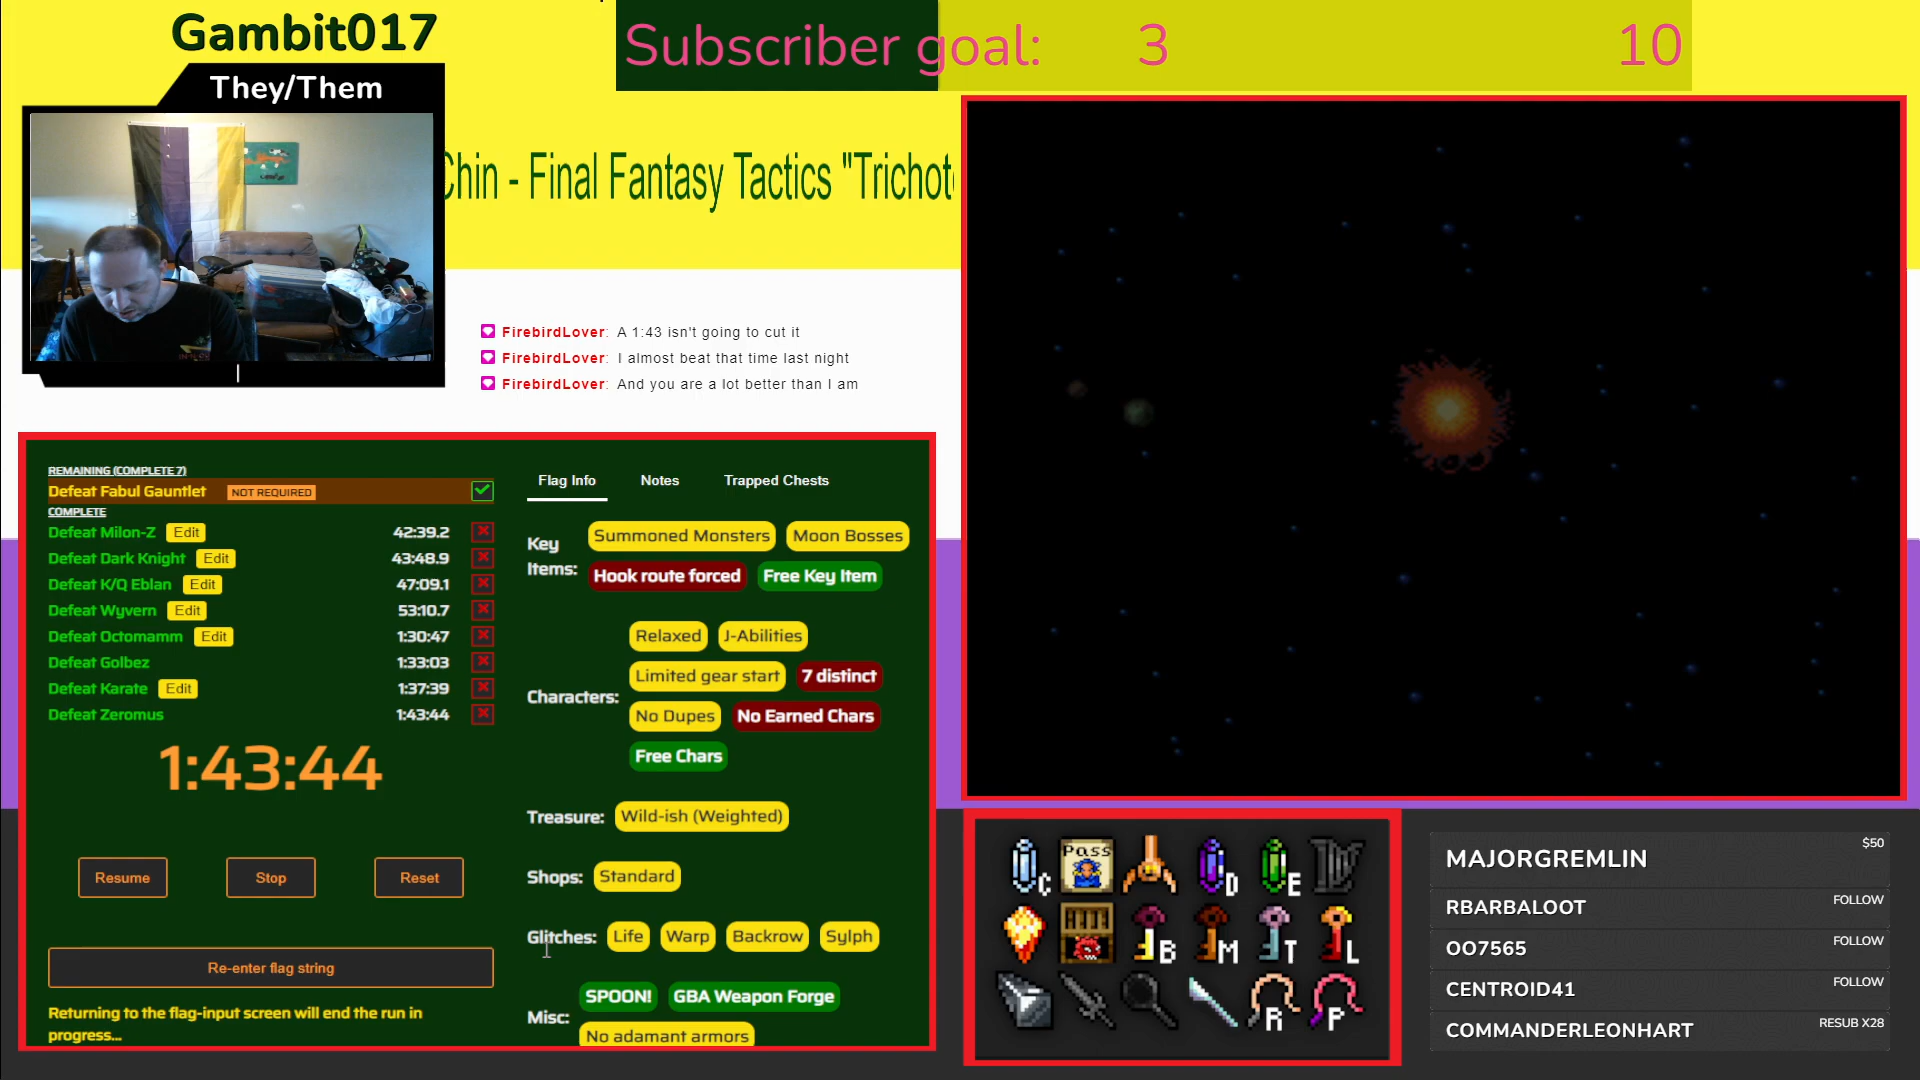 Gambit017
They/Them
Subscriber goal: 3 10
Chin - Final Fantasy Tactics "Trichot
FirebirdLover: A 1:43 isn't going to cut it
FirebirdLover: I almost beat that time last night
FirebirdLover: And you are a lot better than I am
REMAINING (COMPLETE 7)
Defeat Fabul Gauntlet NOT REQUIRED
COMPLETE
Defeat Milon-Z Edit 42:39.2
Defeat Dark Knight Edit 43:48.9
Defeat K/Q Eblan Edit 47:09.1
Defeat Wyvern Edit 53:10.7
Defeat Octomamm Edit 1:30:47
Defeat Golbez 1:33:03
Defeat Karate Edit 1:37:39
Defeat Zeromus 1:43:44
1:43:44
Resume Stop Reset
Re-enter flag string
Returning to the flag-input screen will end the run in
progress...
Flag Info Notes Trapped Chests
Key Items: Summoned Monsters Moon Bosses
Hook route forced Free Key Item
Characters: Relaxed J-Abilities
Limited gear start 7 distinct
No Dupes No Earned Chars
Free Chars
Treasure: Wild-ish (Weighted)
Shops: Standard
Glitches: Life Warp Backrow Sylph
Misc: SPOON! GBA Weapon Forge
No adamant armors
C Pass D E
B M T L
R P
MAJORGREMLIN $50
RBARBALOOT FOLLOW
OO7565 FOLLOW
CENTROID41 FOLLOW
COMMANDERLEONHART RESUB X28